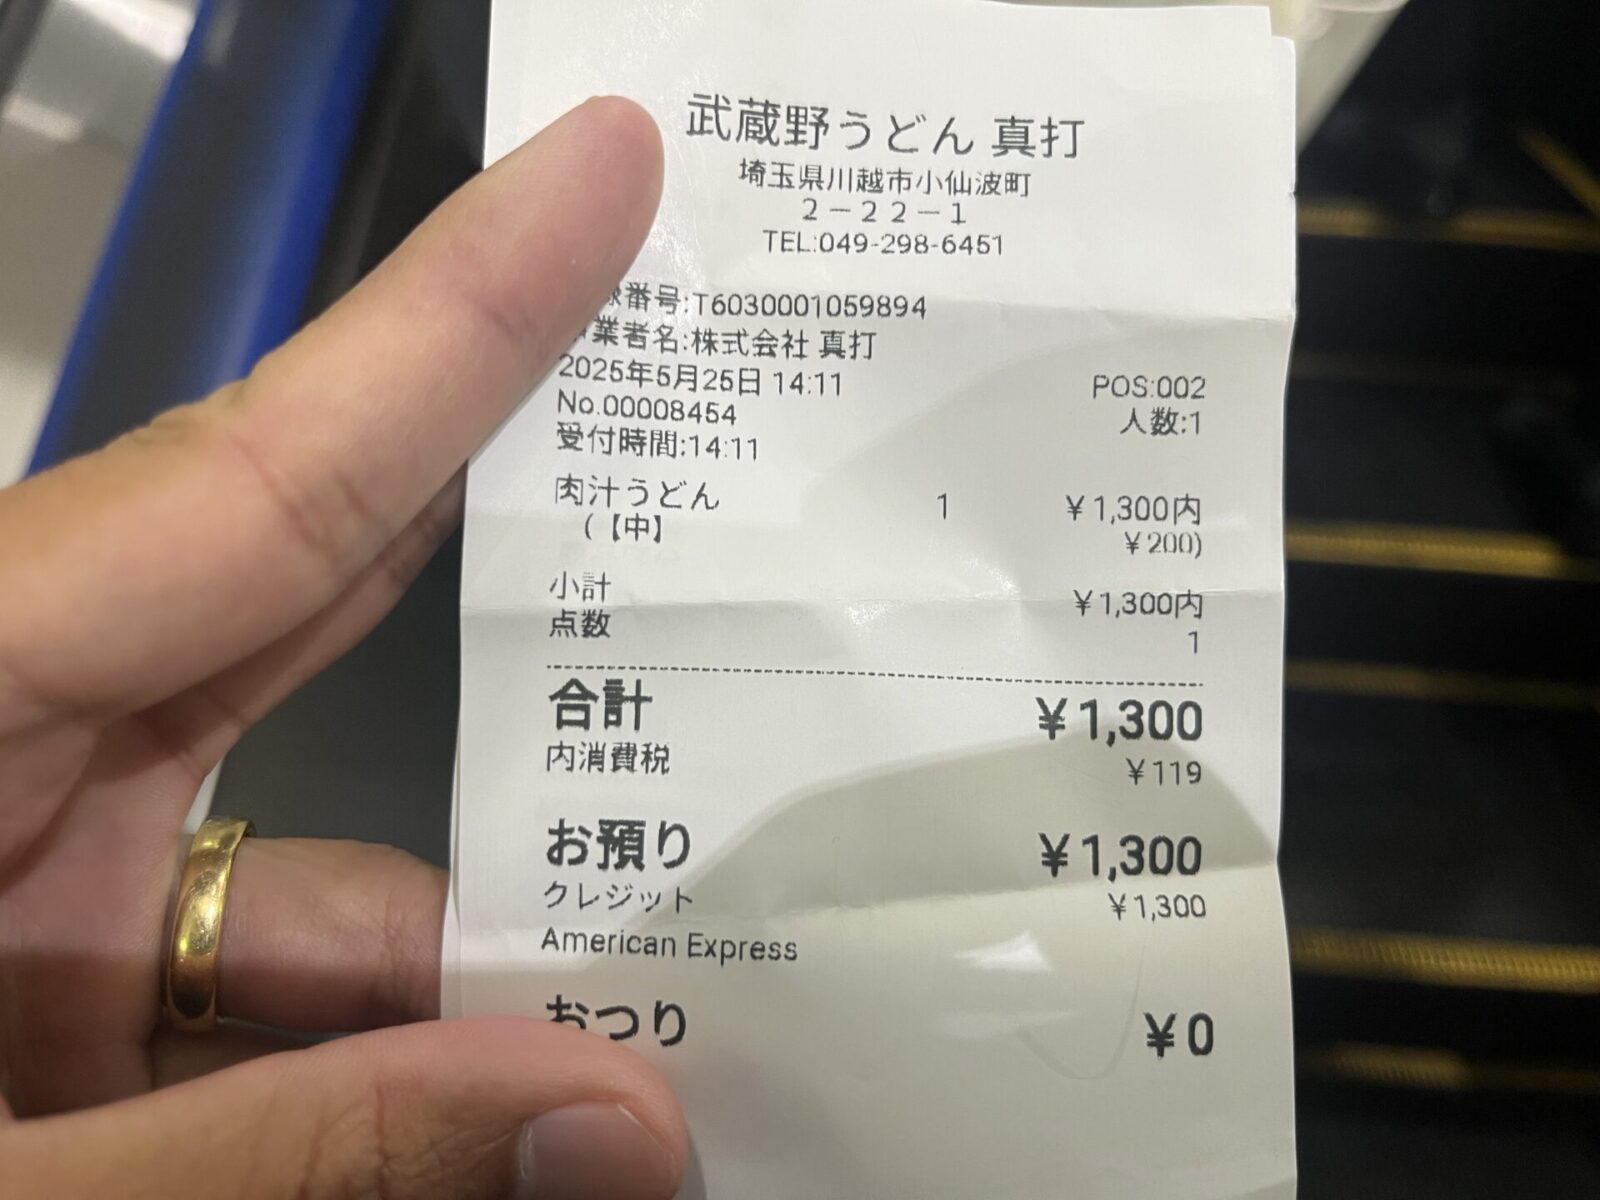 武蔵野うどん 真打
埼玉県川越市小仙波町
2-22-1
TEL:049-298-6451
番号:T6030001059894
業者名:株式会社 真打
2025年5月25日 14:11 POS:002
No.00008454 人数:1
受付時間:14:11
肉汁うどん 1 ¥1,300内
(【中】 ¥200)
小計 ¥1,300内
点数 1
合計 ¥1,300
内消費税 ¥119
お預り ¥1,300
クレジット ¥1,300
American Express
おつり ¥0